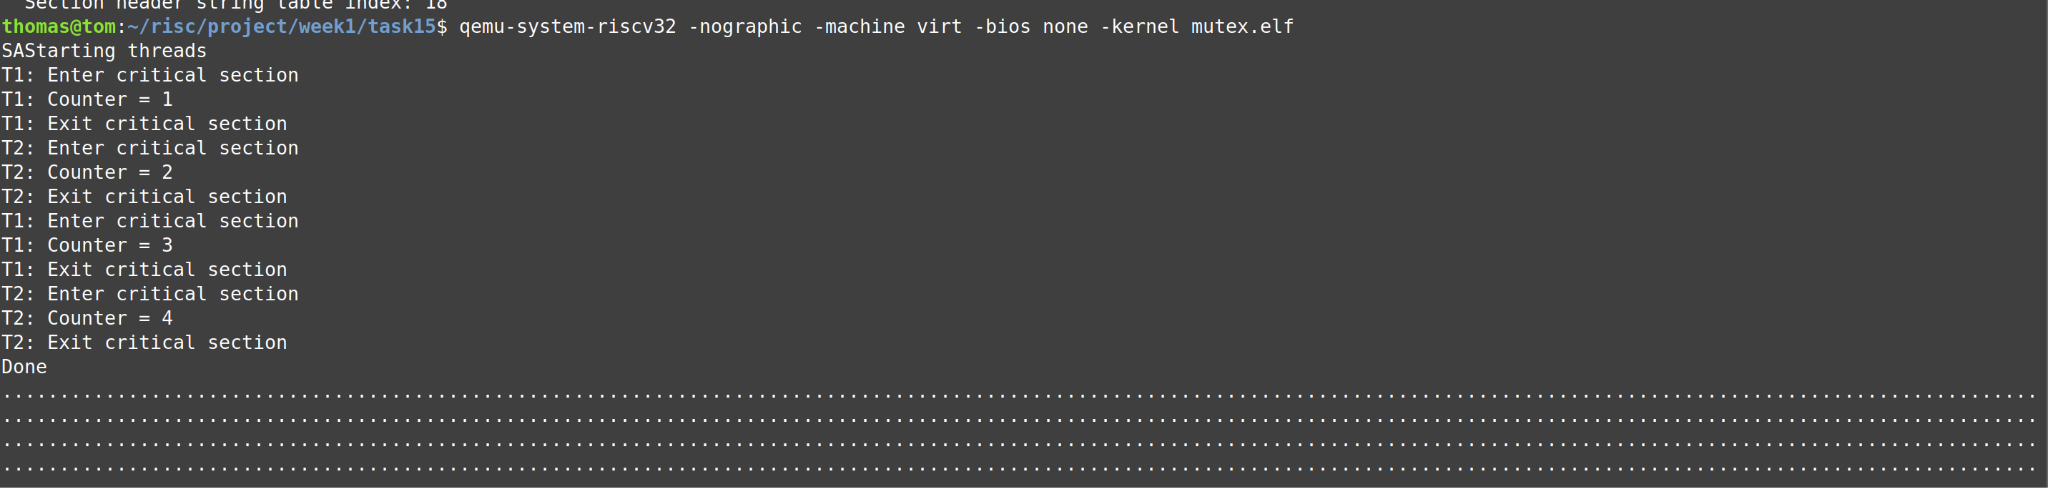 Section header string table index: 18
thomas@tom:~/risc/project/week1/task15$ qemu-system-riscv32 -nographic -machine virt -bios none -kernel mutex.elf
SAStarting threads
T1: Enter critical section
T1: Counter = 1
T1: Exit critical section
T2: Enter critical section
T2: Counter = 2
T2: Exit critical section
T1: Enter critical section
T1: Counter = 3
T1: Exit critical section
T2: Enter critical section
T2: Counter = 4
T2: Exit critical section
Done
..................................................................................................................................................................................
..................................................................................................................................................................................
..................................................................................................................................................................................
..................................................................................................................................................................................